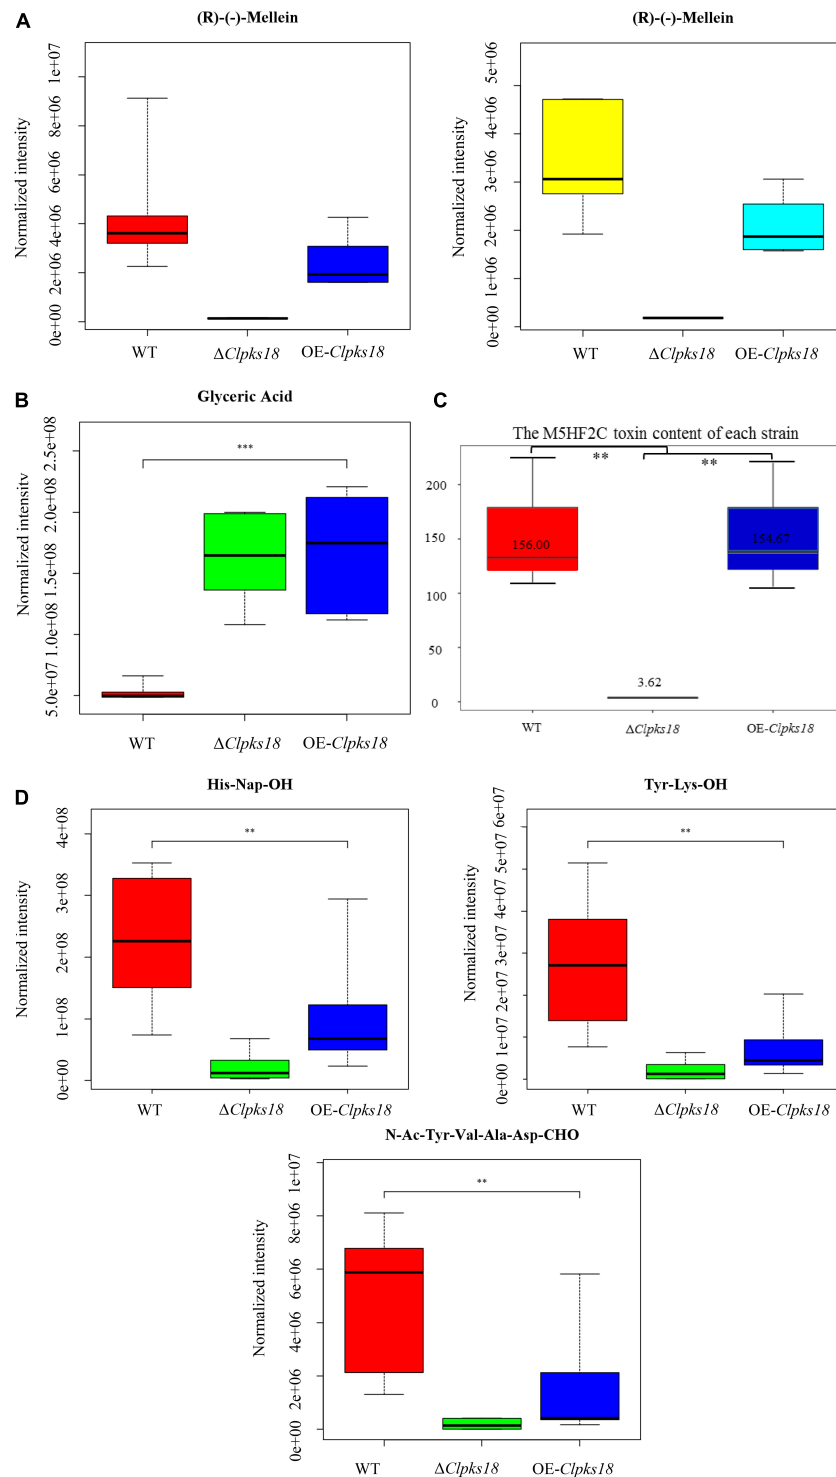 A
(R)-(-)-Mellein
Normalized intensity
0e+00 2e+06 4e+06 6e+06 8e+06 1e+07
WT ΔClpks18 OE-Clpks18
(R)-(-)-Mellein
Normalized intensity
0e+00 1e+06 2e+06 3e+06 4e+06 5e+06
WT ΔClpks18 OE-Clpks18
B
Glyceric Acid
Normalized intensity
5.0e+07 1.0e+08 1.5e+08 2.0e+08 2.5e+08
***
WT ΔClpks18 OE-Clpks18
C
The M5HF2C toxin content of each strain
** **
200
150
100
50
0
156.00
3.62
154.67
WT ΔClpks18 OE-Clpks18
D
His-Nap-OH
Normalized intensity
0e+00 1e+08 2e+08 3e+08 4e+08
**
WT ΔClpks18 OE-Clpks18
Tyr-Lys-OH
Normalized intensity
0e+00 1e+07 2e+07 3e+07 4e+07 5e+07 6e+07
**
WT ΔClpks18 OE-Clpks18
N-Ac-Tyr-Val-Ala-Asp-CHO
Normalized intensity
0e+00 2e+06 4e+06 6e+06 8e+06 1e+07
**
WT ΔClpks18 OE-Clpks18